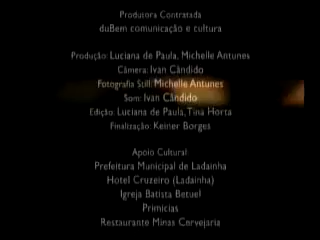 Produtora Contratada
duBem comunicação e cultura
Produção: Luciana de Paula, Michelle Antunes
Câmera: Ivan Cândido
Fotografia Still: Michelle Antunes
Som: Ivan Cândido
Edição: Luciana de Paula, Tina Horta
Finalização: Keiner Borges
Apoio Cultural
Prefeitura Municipal de Ladainha
Hotel Cruzeiro (Ladainha)
Igreja Batista Betuel
Primícias
Restaurante Minas Cervejaria